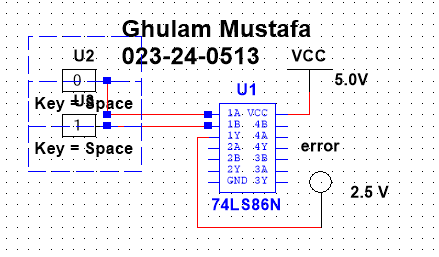 Ghulam Mustafa
023-24-0513
U2
0
Key = Space
U3
1
Key = Space
VCC
5.0V
U1
1A VCC
1B 4B
1Y 4A
2A 4Y
2B 3B
2Y 3A
GND 3Y
74LS86N
error
2.5 V